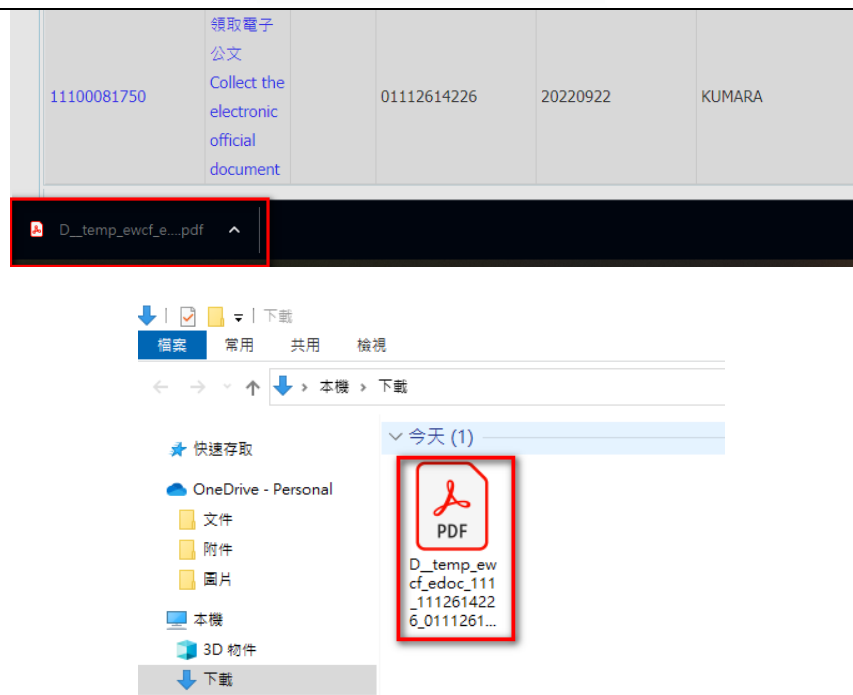 領取電子
公文
Collect the
electronic
official
document
11100081750
01112614226
20220922
KUMARA
D__temp_ewcf_e....pdf
下載
檔案
常用
共用
檢視
本機
下載
快速存取
OneDrive - Personal
文件
附件
圖片
本機
3D 物件
下載
今天 (1)
PDF
D__temp_ew
cf_edoc_111
_111261422
6_0111261...